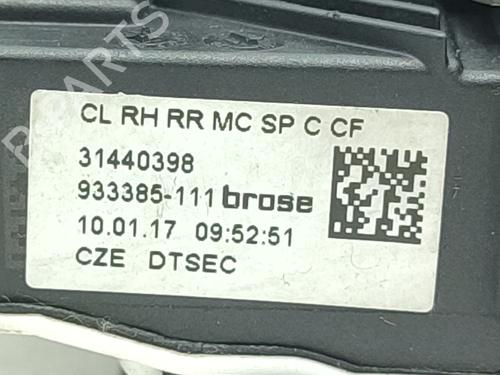 CL RH RR MC SP C CF
31440398
933385-111 brose
10.01.17 09:52:51
CZE DTSEC